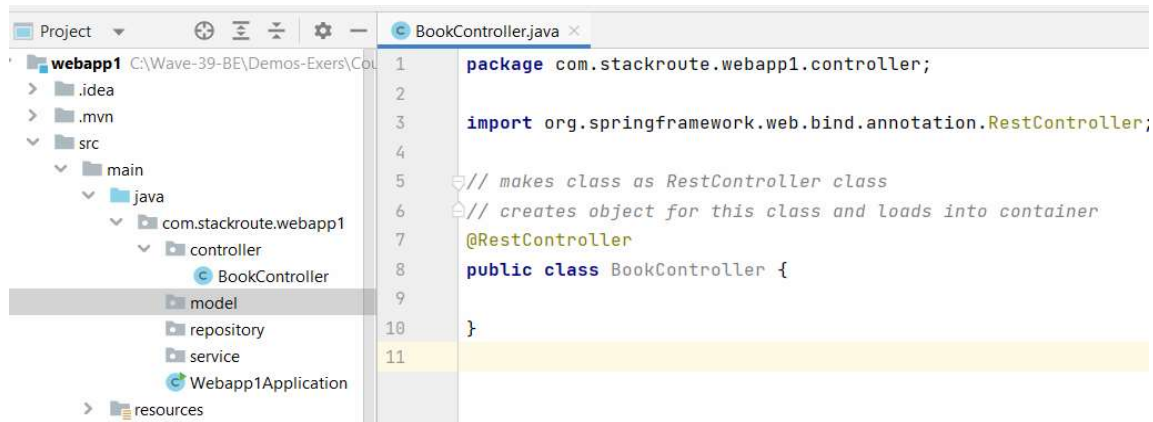 Project
webapp1 C:\Wave-39-BE\Demos-Exers\Cou
.idea
.mvn
src
main
java
com.stackroute.webapp1
controller
BookController
model
repository
service
Webapp1Application
resources
BookController.java
1 package com.stackroute.webapp1.controller;
2
3 import org.springframework.web.bind.annotation.RestController;
4
5 // makes class as RestController class
6 // creates object for this class and loads into container
7 @RestController
8 public class BookController {
9
10 }
11